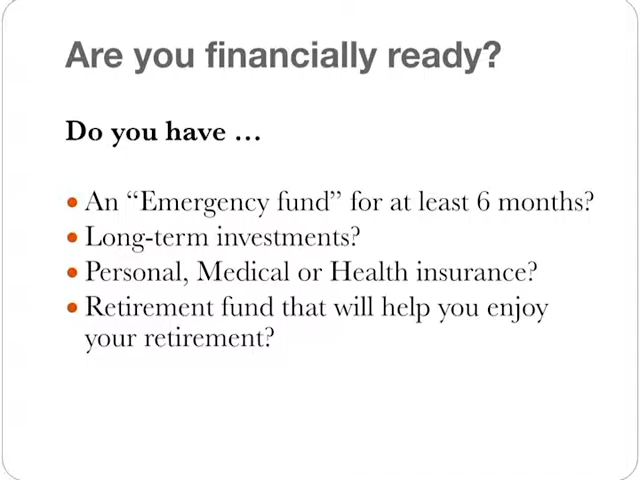 Are you financially ready?
Do you have …
• An “Emergency fund” for at least 6 months?
• Long-term investments?
• Personal, Medical or Health insurance?
• Retirement fund that will help you enjoy
your retirement?